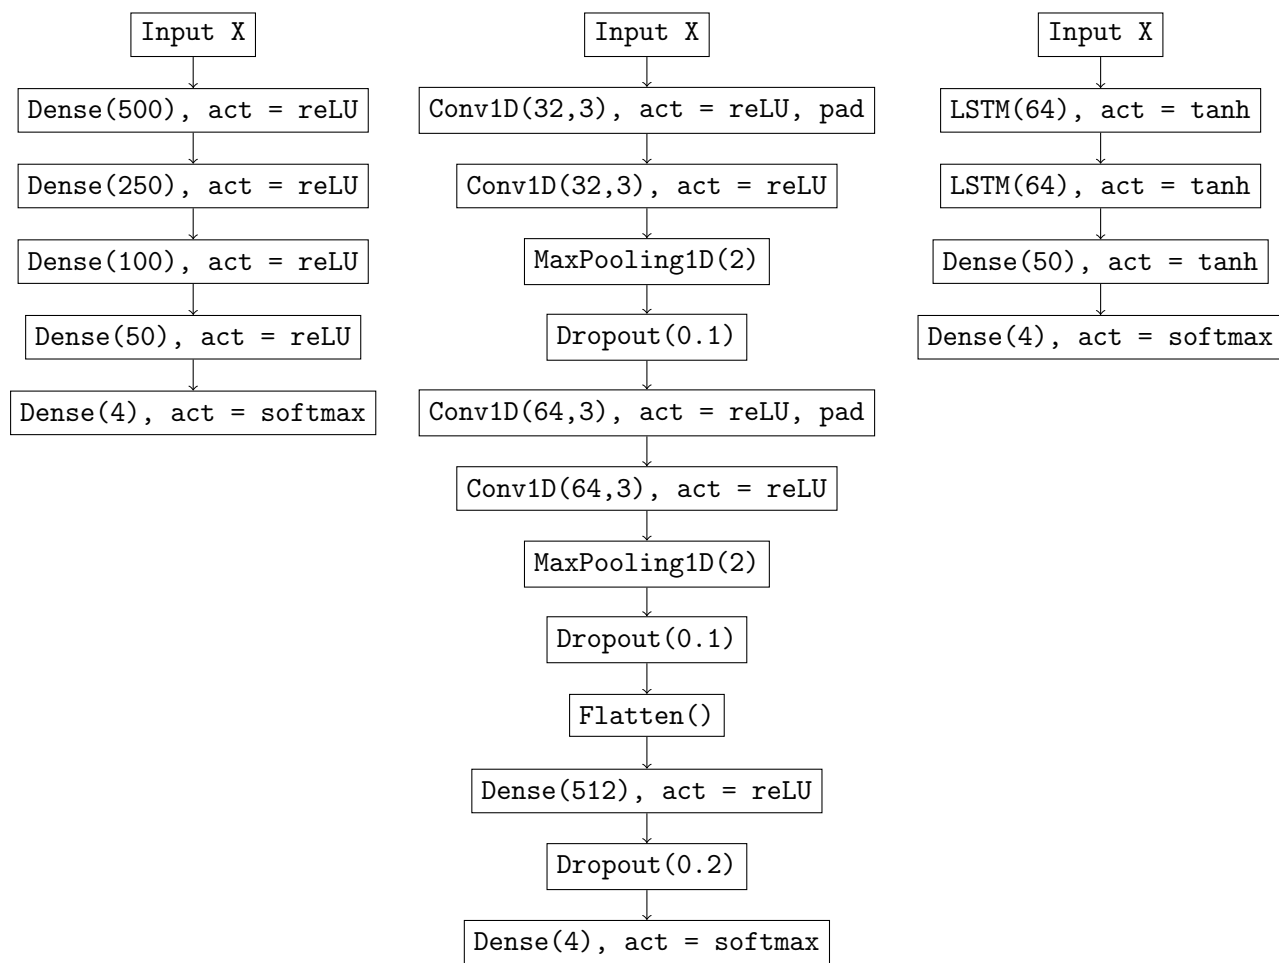 Input X
Dense(500), act = reLU
Dense(250), act = reLU
Dense(100), act = reLU
Dense(50), act = reLU
Dense(4), act = softmax
Input X
Conv1D(32,3), act = reLU, pad
Conv1D(32,3), act = reLU
MaxPooling1D(2)
Dropout(0.1)
Conv1D(64,3), act = reLU, pad
Conv1D(64,3), act = reLU
MaxPooling1D(2)
Dropout(0.1)
Flatten()
Dense(512), act = reLU
Dropout(0.2)
Dense(4), act = softmax
Input X
LSTM(64), act = tanh
LSTM(64), act = tanh
Dense(50), act = tanh
Dense(4), act = softmax